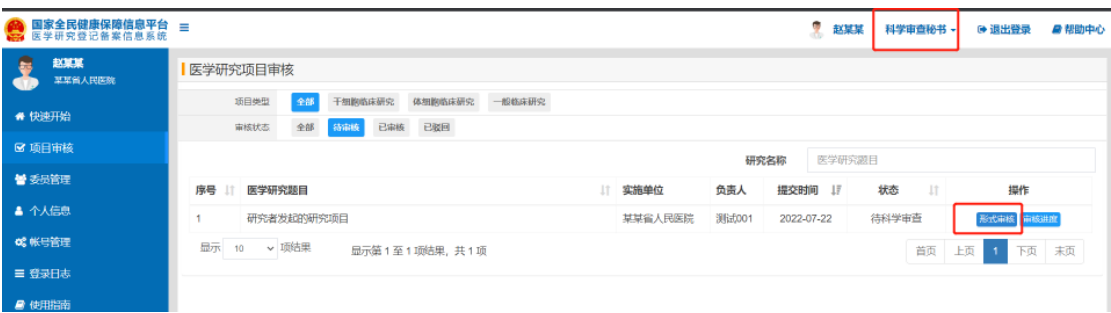 国家全民健康保障信息平台
医学研究登记备案信息系统
赵某某 科学审查秘书 退出登录 帮助中心
赵某某
某某省人民医院
快速开始
项目审核
委员管理
个人信息
帐号管理
登录日志
使用指南
医学研究项目审核
项目类型 全部 干细胞临床研究 体细胞临床研究 一般临床研究
审核状态 全部 待审核 已审核 已驳回
研究名称 医学研究题目
序号 医学研究题目 实施单位 负责人 提交时间 状态 操作
1 研究者发起的研究项目 某某省人民医院 测试001 2022-07-22 待科学审查 形式审核 审核进度
显示 10 项结果 显示第 1 至 1 项结果，共 1 项 首页 上页 1 下页 末页